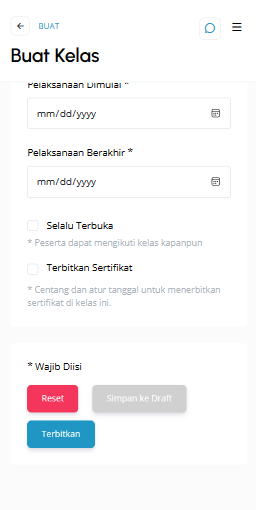 BUAT
Buat Kelas
Pelaksanaan Dimulai *
mm/dd/yyyy
Pelaksanaan Berakhir *
mm/dd/yyyy
Selalu Terbuka
* Peserta dapat mengikuti kelas kapanpun
Terbitkan Sertifikat
* Centang dan atur tanggal untuk menerbitkan
sertifikat di kelas ini.
* Wajib Diisi
Reset
Simpan ke Draft
Terbitkan